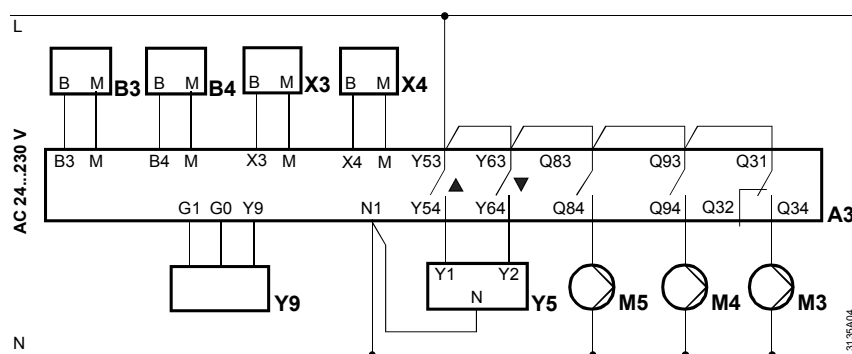 L
B M B3 B M B4 B M X3 B M X4
AC 24...230 V
B3 M B4 M X3 M X4 M Y53 Y63 Q83 Q93 Q31
G1 G0 Y9 N1 Y54 Y64 Q84 Q94 Q32 Q34 A3
Y1 Y2
N
Y9 Y5 M5 M4 M3
N
3135A04